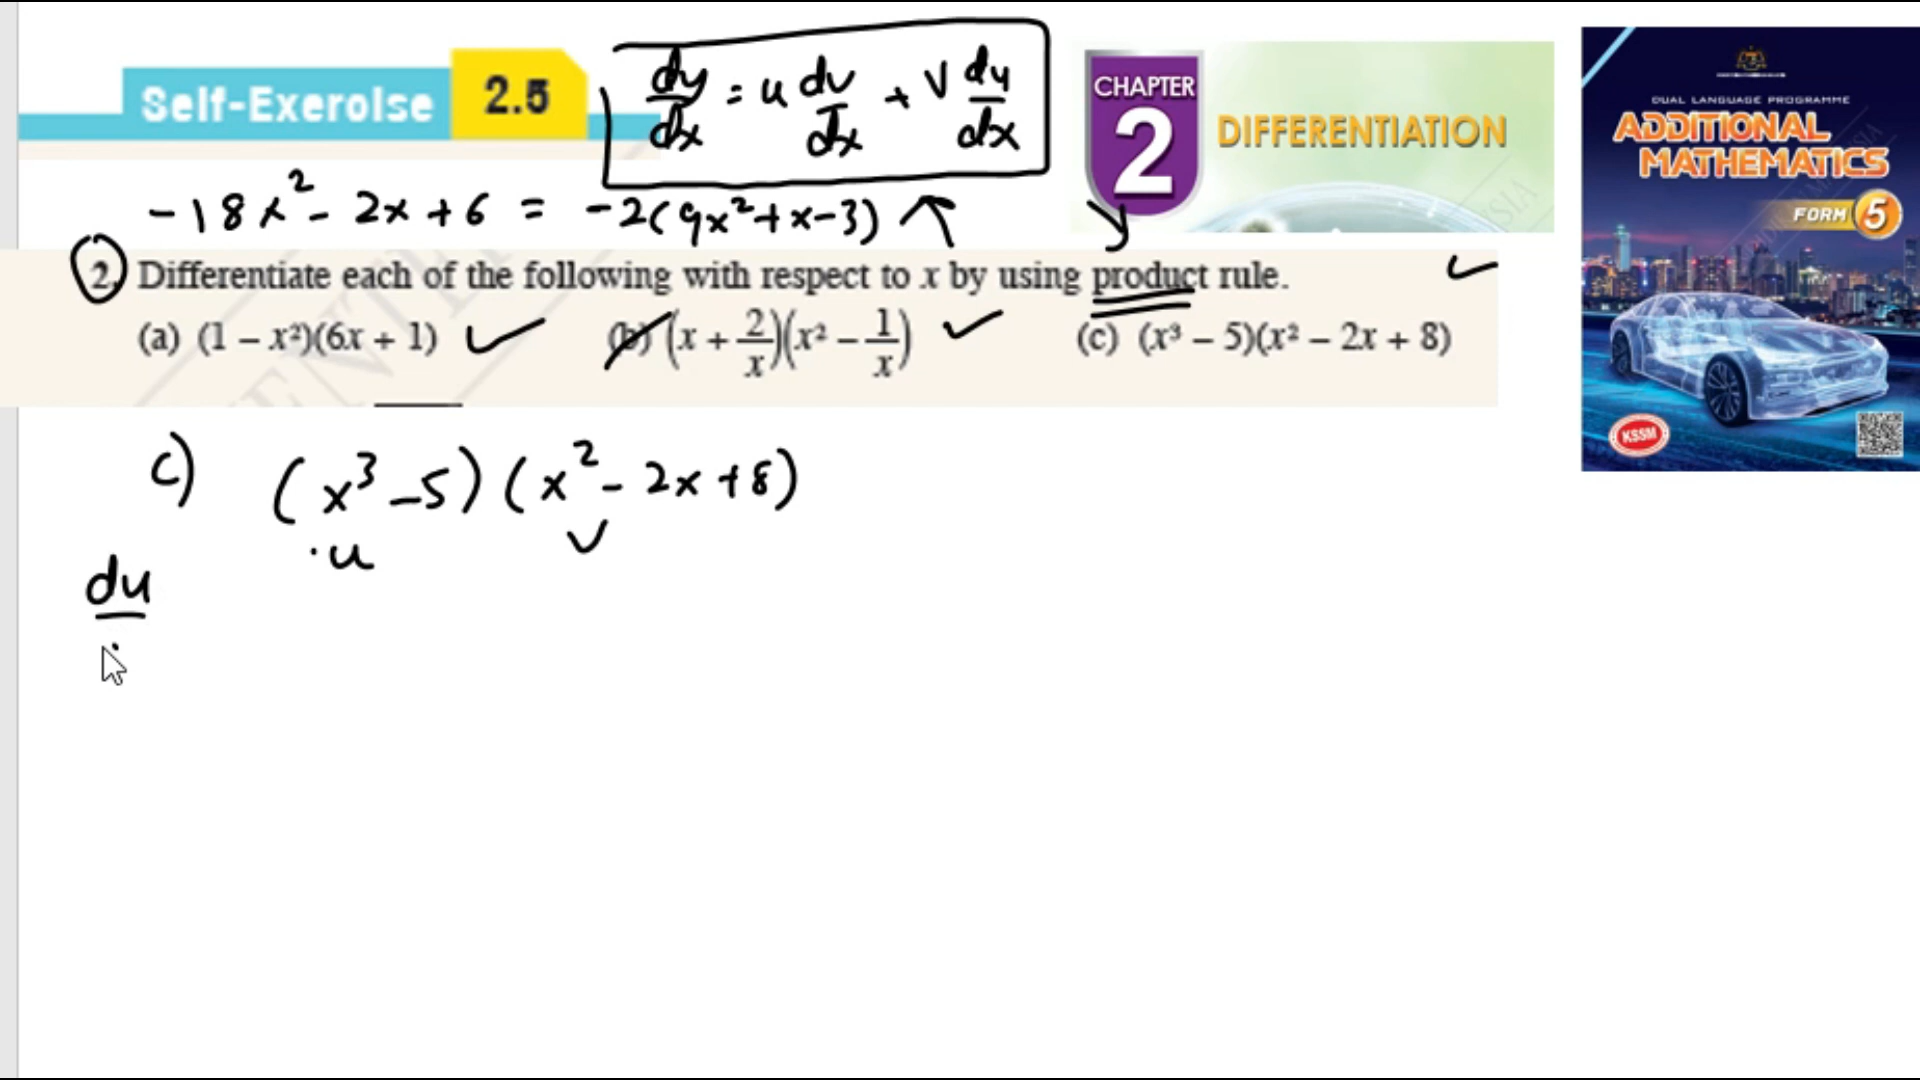 Self-Exercise 2.5
dy/dx = u dv/dx + v du/dx
CHAPTER 2
DIFFERENTIATION
DUAL LANGUAGE PROGRAMME
ADDITIONAL
MATHEMATICS
FORM 5
KSSM
-18x² - 2x + 6 = -2(9x² + x - 3)
y
2. Differentiate each of the following with respect to x by using product rule.
(a) (1 – x²)(6x + 1) (b) (x + 2/x)(x² – 1/x) (c) (x³ – 5)(x² – 2x + 8)
c) (x³ - 5)(x² - 2x + 8)
u v
du